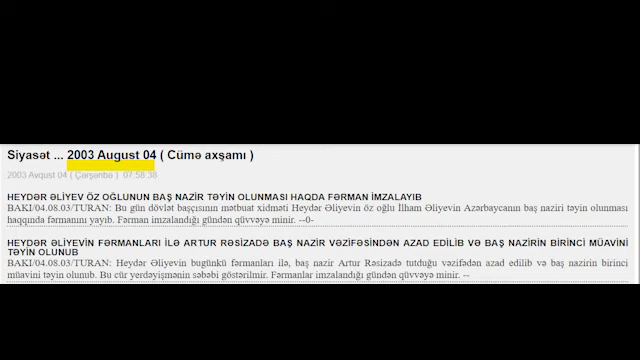 Siyasət ... 2003 August 04 ( Cümə axşamı )
2003 Avqust 04 ( Çərşənbə ) 07:58:38
HEYDƏR ƏLİYEV ÖZ OĞLUNUN BAŞ NAZİR TƏYİN OLUNMASI HAQDA FƏRMAN İMZALAYIB
BAKI/04.08.03/TURAN: Bu gün dövlət başçısının mətbuat xidməti Heydər Əliyevin öz oğlu İlham Əliyevin Azərbaycanın baş naziri təyin olunması
haqqında fərmanını yayıb. Fərman imzalandığı gündən qüvvəyə minir. --0-
HEYDƏR ƏLİYEVİN FƏRMANLARI İLƏ ARTUR RƏSİZADƏ BAŞ NAZİR VƏZİFƏSİNDƏN AZAD EDİLİB VƏ BAŞ NAZİRİN BİRİNCİ MÜAVİNİ
TƏYİN OLUNUB
BAKI/04.08.03/TURAN: Heydər Əliyevin bugünkü fərmanları ilə, baş nazir Artur Rəsizadə tutduğu vəzifədən azad edilib və baş nazirin birinci
müavini təyin olunub. Bu cür yerdəyişmənin səbəbi göstərilmir. Fərmanlar imzalandığı gündən qüvvəyə minir. --